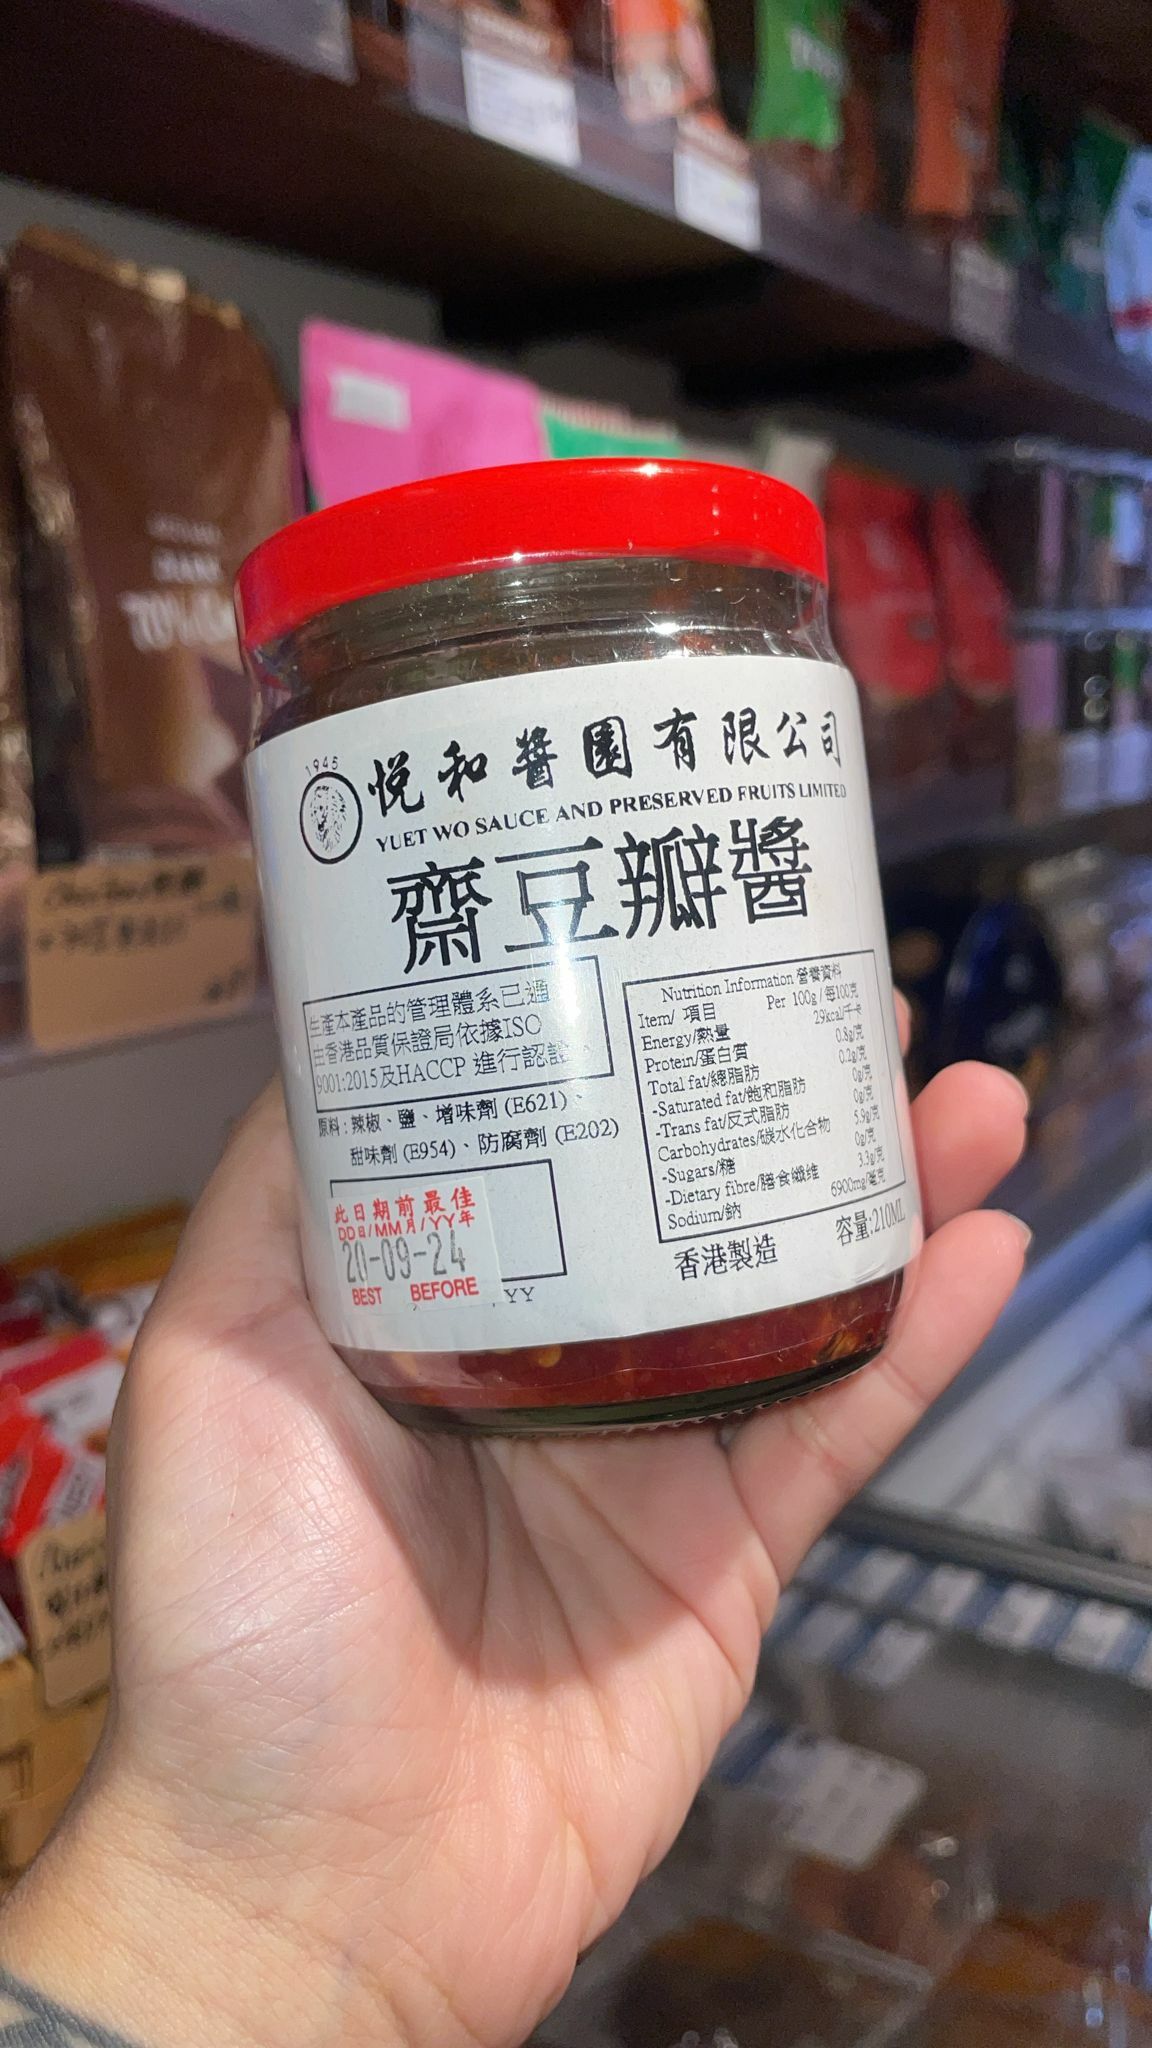 1945
悅和醬園有限公司
YUET WO SAUCE AND PRESERVED FRUITS LIMITED
齋豆瓣醬
生產本產品的管理體系已通
由香港品質保證局依據ISO
9001:2015及HACCP 進行認證
原料：辣椒、鹽、增味劑 (E621)、
甜味劑 (E954)、防腐劑 (E202)
此日期前最佳
DD日/MM月/YY年
20-09-24
BEST BEFORE
YY
Nutrition Information 營養資料
Item/ 項目 Per 100g / 每100克
Energy/熱量 29kcal/千卡
Protein/蛋白質 0.8g/克
Total fat/總脂肪 0.2g/克
-Saturated fat/飽和脂肪 0g/克
-Trans fat/反式脂肪 0g/克
Carbohydrates/碳水化合物 5.9g/克
-Sugars/糖 0g/克
-Dietary fibre/膳食纖維 3.3g/克
Sodium/鈉 6900mg/毫克
香港製造
容量:210ML